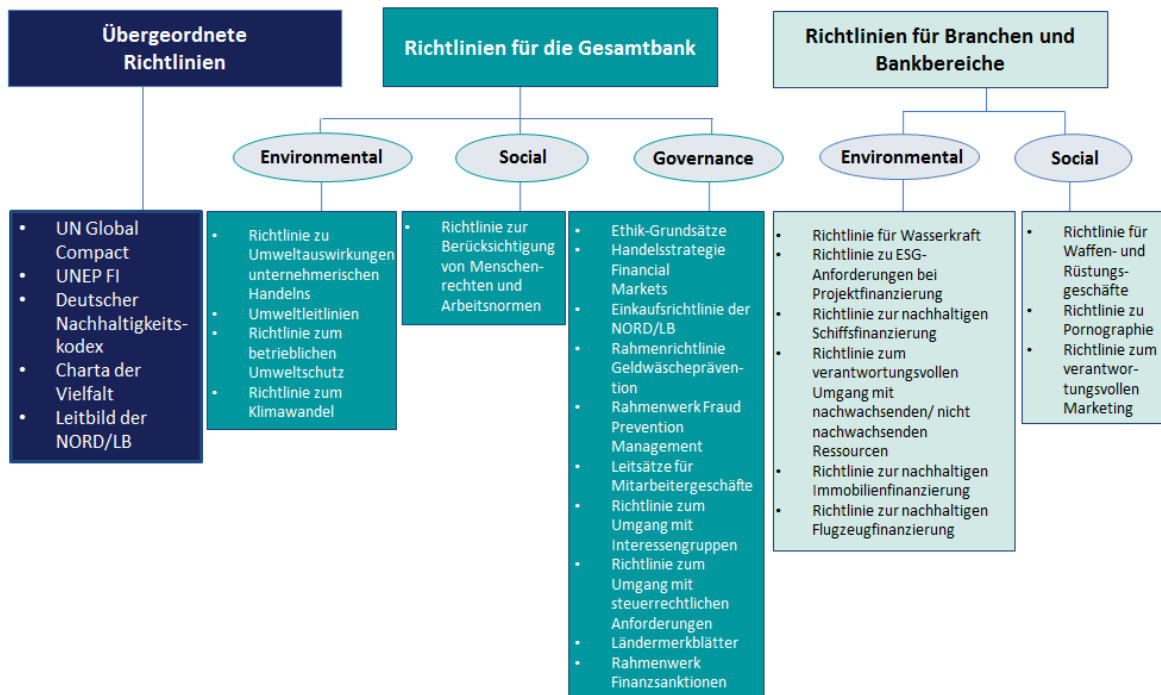 Übergeordnete
Richtlinien
Richtlinien für die Gesamtbank
Richtlinien für Branchen und
Bankbereiche
Environmental
Social
Governance
Environmental
Social
• UN Global
Compact
• UNEP FI
• Deutscher
Nachhaltigkeits-
kodex
• Charta der
Vielfalt
• Leitbild der
NORD/LB
• Richtlinie zu
Umweltauswirkungen
unternehmerischen
Handelns
• Umweltleitlinien
• Richtlinie zum
betrieblichen
Umweltschutz
• Richtlinie zum
Klimawandel
• Richtlinie zur
Berücksichtigung
von Menschen-
rechten und
Arbeitsnormen
• Ethik-Grundsätze
• Handelsstrategie
Financial
Markets
• Einkaufsrichtlinie der
NORD/LB
• Rahmenrichtlinie
Geldwäschepräven-
tion
• Rahmenwerk Fraud
Prevention
Management
• Leitsätze für
Mitarbeitergeschäfte
• Richtlinie zum
Umgang mit
Interessengruppen
• Richtlinie zum
Umgang mit
steuerrechtlichen
Anforderungen
• Ländermerkblätter
• Rahmenwerk
Finanzsanktionen
• Richtlinie für Wasserkraft
• Richtlinie zu ESG-
Anforderungen bei
Projektfinanzierung
• Richtlinie zur nachhaltigen
Schiffsfinanzierung
• Richtlinie zum
verantwortungsvollen
Umgang mit
nachwachsenden/ nicht
nachwachsenden
Ressourcen
• Richtlinie zur nachhaltigen
Immobilienfinanzierung
• Richtlinie zur nachhaltigen
Flugzeugfinanzierung
• Richtlinie für
Waffen- und
Rüstungs-
geschäfte
• Richtlinie zu
Pornographie
• Richtlinie zum
verantwor-
tungsvollen
Marketing